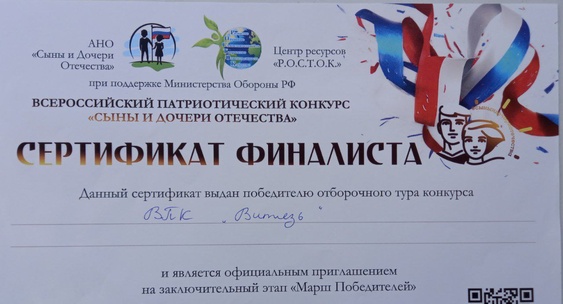 АНО
«Сыны и Дочери
Отечества»
Центр ресурсов
«Р.О.С.Т.О.К.»
при поддержке Министерства Обороны РФ
ВСЕРОССИЙСКИЙ ПАТРИОТИЧЕСКИЙ КОНКУРС
«СЫНЫ И ДОЧЕРИ ОТЕЧЕСТВА»
СЕРТИФИКАТ ФИНАЛИСТА
Данный сертификат выдан победителю отборочного тура конкурса
ВПК „Витязь"
и является официальным приглашением
на заключительный этап «Марш Победителей»